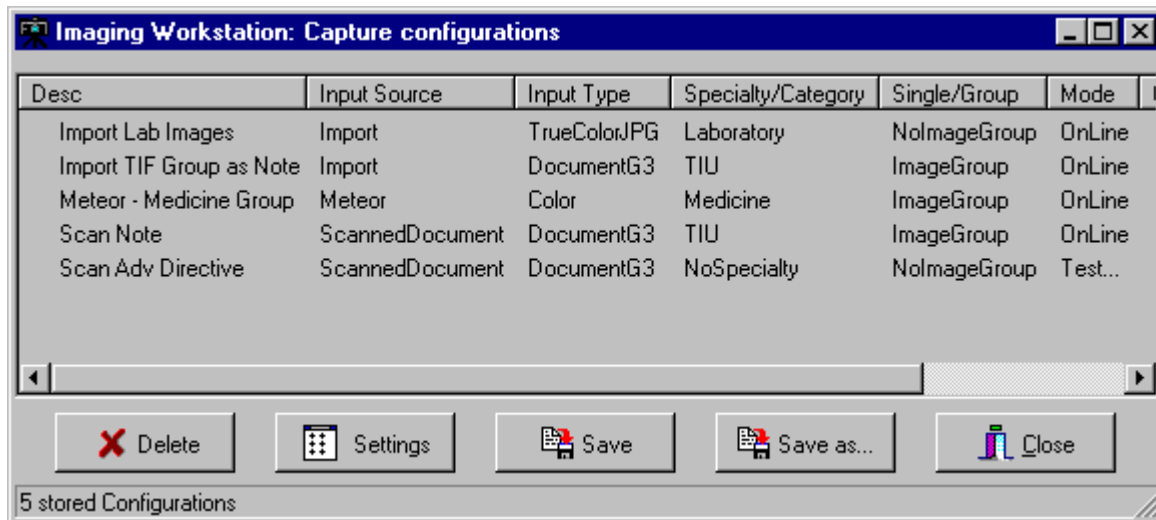 Imaging Workstation: Capture configurations
Desc Input Source Input Type Specialty/Category Single/Group Mode
Import Lab Images Import TrueColorJPG Laboratory NoImageGroup OnLine
Import TIF Group as Note Import DocumentG3 TIU ImageGroup OnLine
Meteor - Medicine Group Meteor Color Medicine ImageGroup OnLine
Scan Note ScannedDocument DocumentG3 TIU ImageGroup OnLine
Scan Adv Directive ScannedDocument DocumentG3 NoSpecialty NoImageGroup Test...
Delete Settings Save Save as... Close
5 stored Configurations